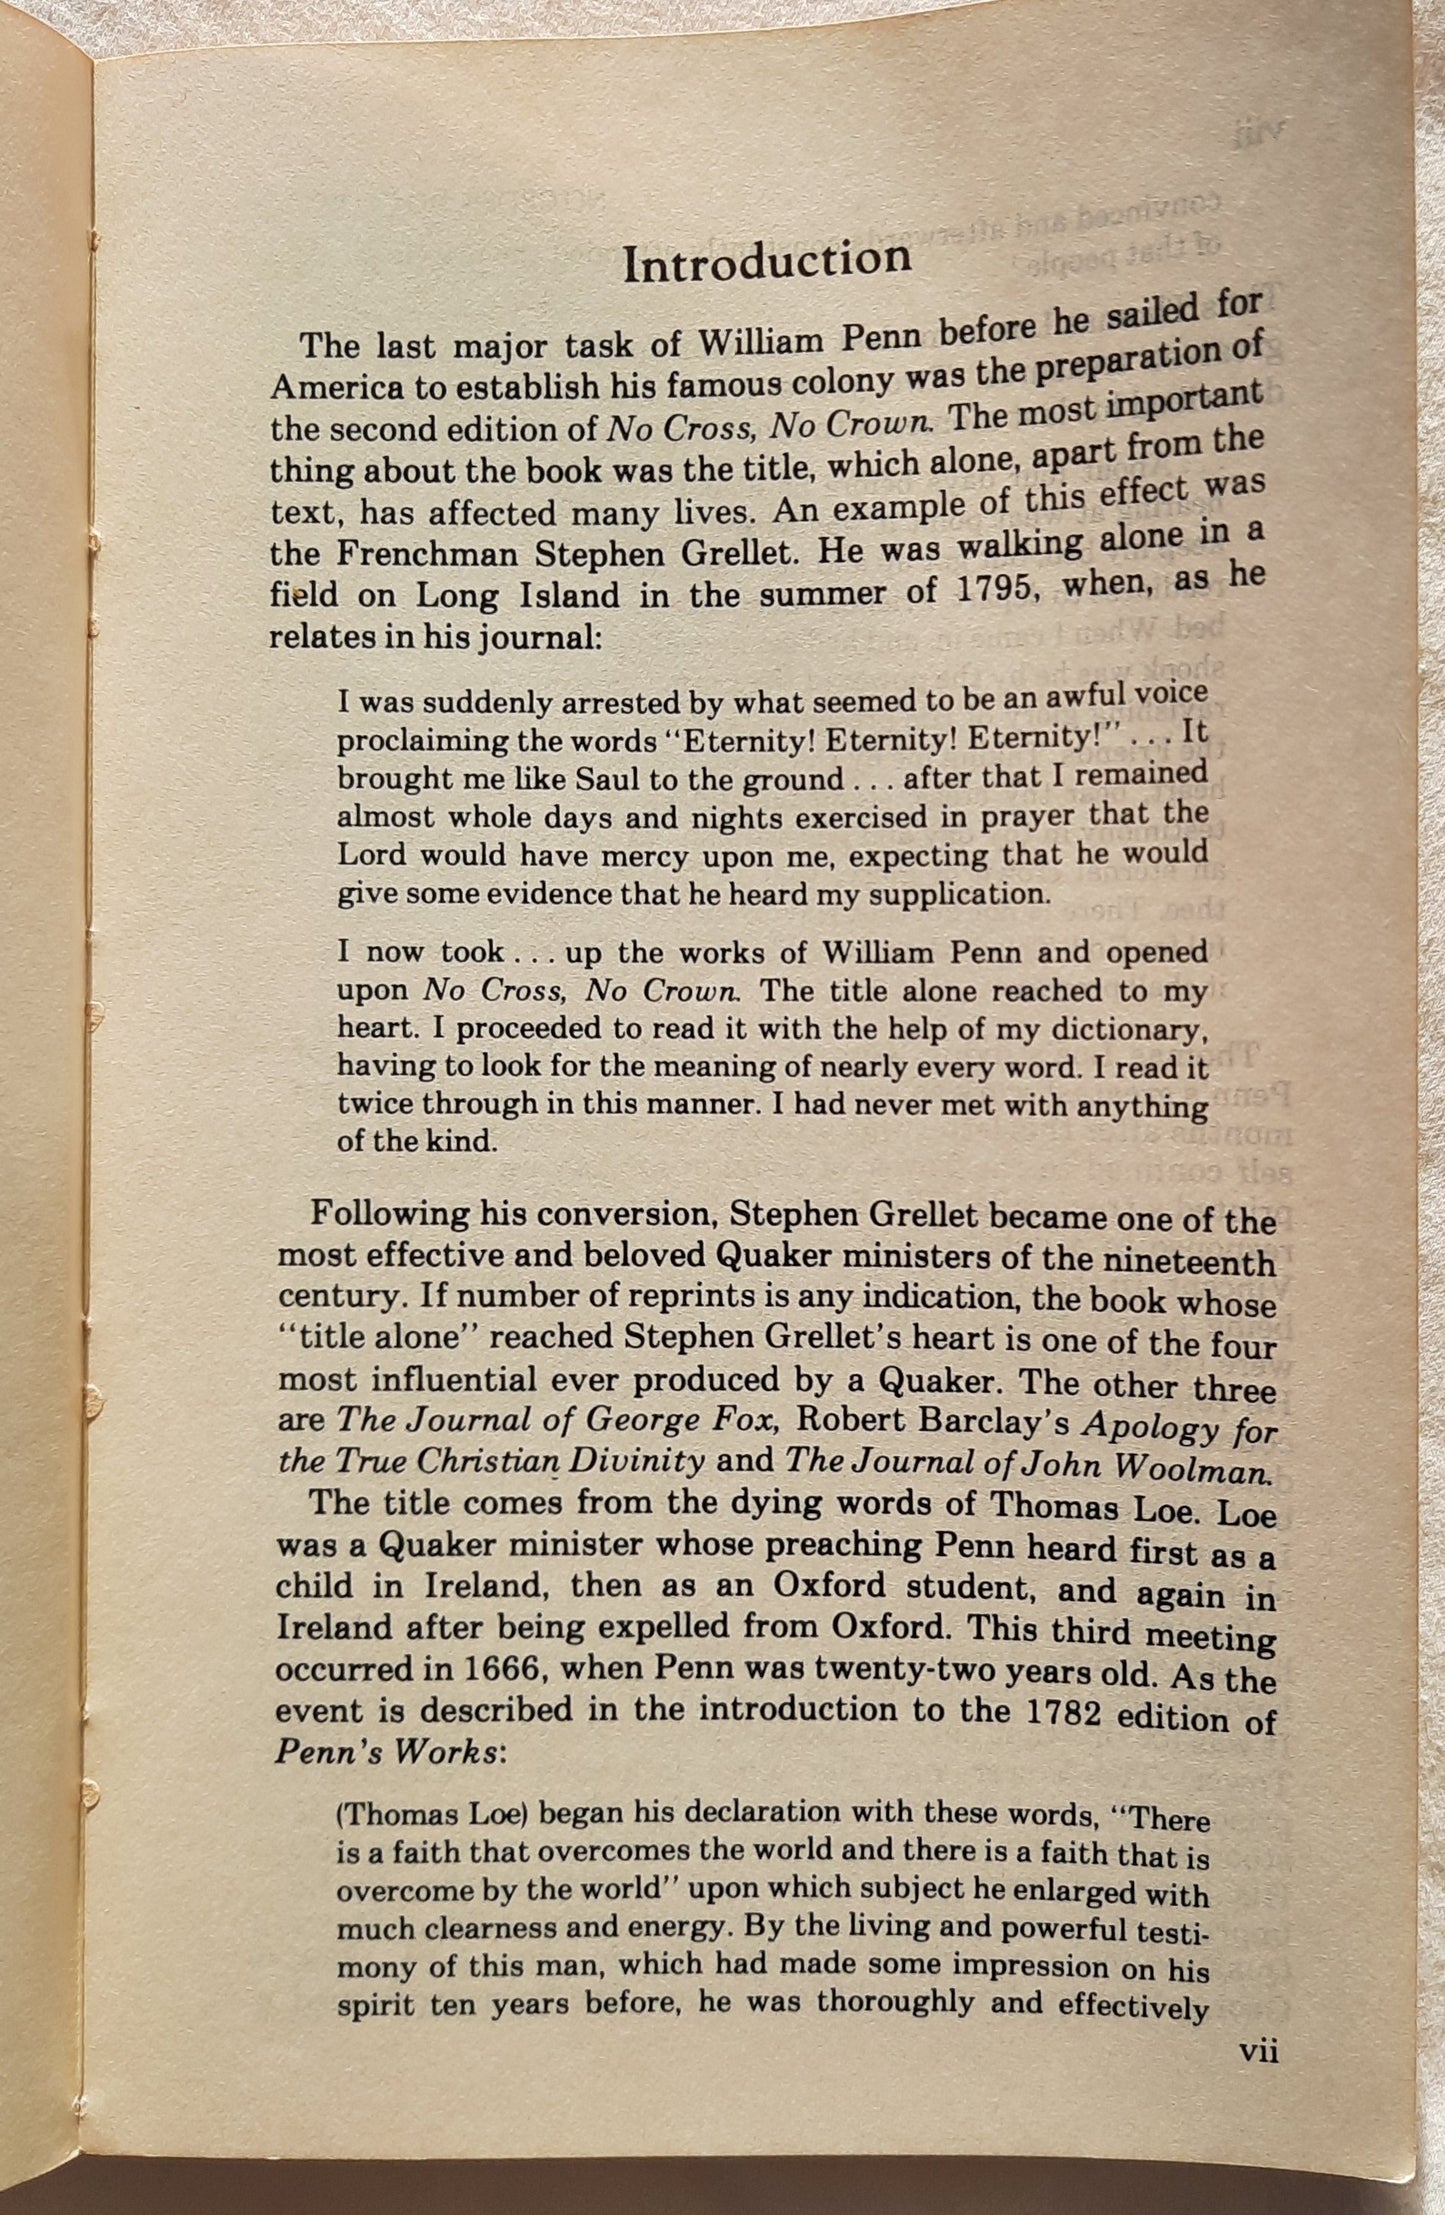 Introduction
The last major task of William Penn before he sailed for
America to establish his famous colony was the preparation of
the second edition of No Cross, No Crown. The most important
thing about the book was the title, which alone, apart from the
text, has affected many lives. An example of this effect was
the Frenchman Stephen Grellet. He was walking alone in a
field on Long Island in the summer of 1795, when, as he
relates in his journal:
I was suddenly arrested by what seemed to be an awful voice
proclaiming the words “Eternity! Eternity! Eternity!” . . . It
brought me like Saul to the ground . . . after that I remained
almost whole days and nights exercised in prayer that the
Lord would have mercy upon me, expecting that he would
give some evidence that he heard my supplication.
I now took . . . up the works of William Penn and opened
upon No Cross, No Crown. The title alone reached to my
heart. I proceeded to read it with the help of my dictionary,
having to look for the meaning of nearly every word. I read it
twice through in this manner. I had never met with anything
of the kind.
Following his conversion, Stephen Grellet became one of the
most effective and beloved Quaker ministers of the nineteenth
century. If number of reprints is any indication, the book whose
“title alone” reached Stephen Grellet’s heart is one of the four
most influential ever produced by a Quaker. The other three
are The Journal of George Fox, Robert Barclay’s Apology for
the True Christian Divinity and The Journal of John Woolman.
The title comes from the dying words of Thomas Loe. Loe
was a Quaker minister whose preaching Penn heard first as a
child in Ireland, then as an Oxford student, and again in
Ireland after being expelled from Oxford. This third meeting
occurred in 1666, when Penn was twenty-two years old. As the
event is described in the introduction to the 1782 edition of
Penn’s Works:
(Thomas Loe) began his declaration with these words, “There
is a faith that overcomes the world and there is a faith that is
overcome by the world” upon which subject he enlarged with
much clearness and energy. By the living and powerful testi-
mony of this man, which had made some impression on his
spirit ten years before, he was thoroughly and effectively
vii